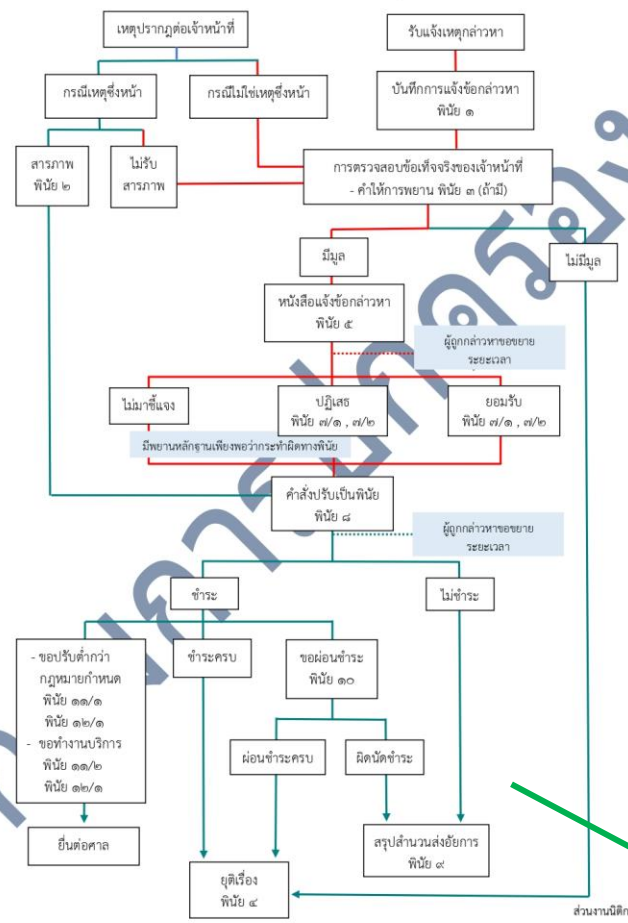 เหตุปรากฏต่อเจ้าหน้าที่
รับแจ้งเหตุกล่าวหา
กรณีเหตุซึ่งหน้า
กรณีไม่ใช่เหตุซึ่งหน้า
บันทึกการแจ้งข้อกล่าวหา
พินัย ๑
สารภาพ
พินัย ๒
ไม่รับ
สารภาพ
การตรวจสอบข้อเท็จจริงของเจ้าหน้าที่
- คำให้การพยาน พินัย ๓ (ถ้ามี)
มีมูล
ไม่มีมูล
หนังสือแจ้งข้อกล่าวหา
พินัย ๕
ผู้ถูกกล่าวหาขอขยาย
ระยะเวลา
ไม่มาชี้แจง
ปฏิเสธ
พินัย ๗/๑ , ๗/๒
ยอมรับ
พินัย ๗/๑ , ๗/๒
มีพยานหลักฐานเพียงพอว่ากระทำผิดทางพินัย
คำสั่งปรับเป็นพินัย
พินัย ๘
ผู้ถูกกล่าวหาขอขยาย
ระยะเวลา
ชำระ
ไม่ชำระ
- ขอปรับต่ำกว่า
กฎหมายกำหนด
พินัย ๑๑/๑
พินัย ๑๒/๑
- ขอทำงานบริการ
พินัย ๑๑/๒
พินัย ๑๒/๑
ชำระครบ
ขอผ่อนชำระ
พินัย ๑๐
ผ่อนชำระครบ
ผิดนัดชำระ
ยื่นต่อศาล
สรุปสำนวนส่งอัยการ
พินัย ๙
ยุติเรื่อง
พินัย ๔
ส่วนงานนิติก